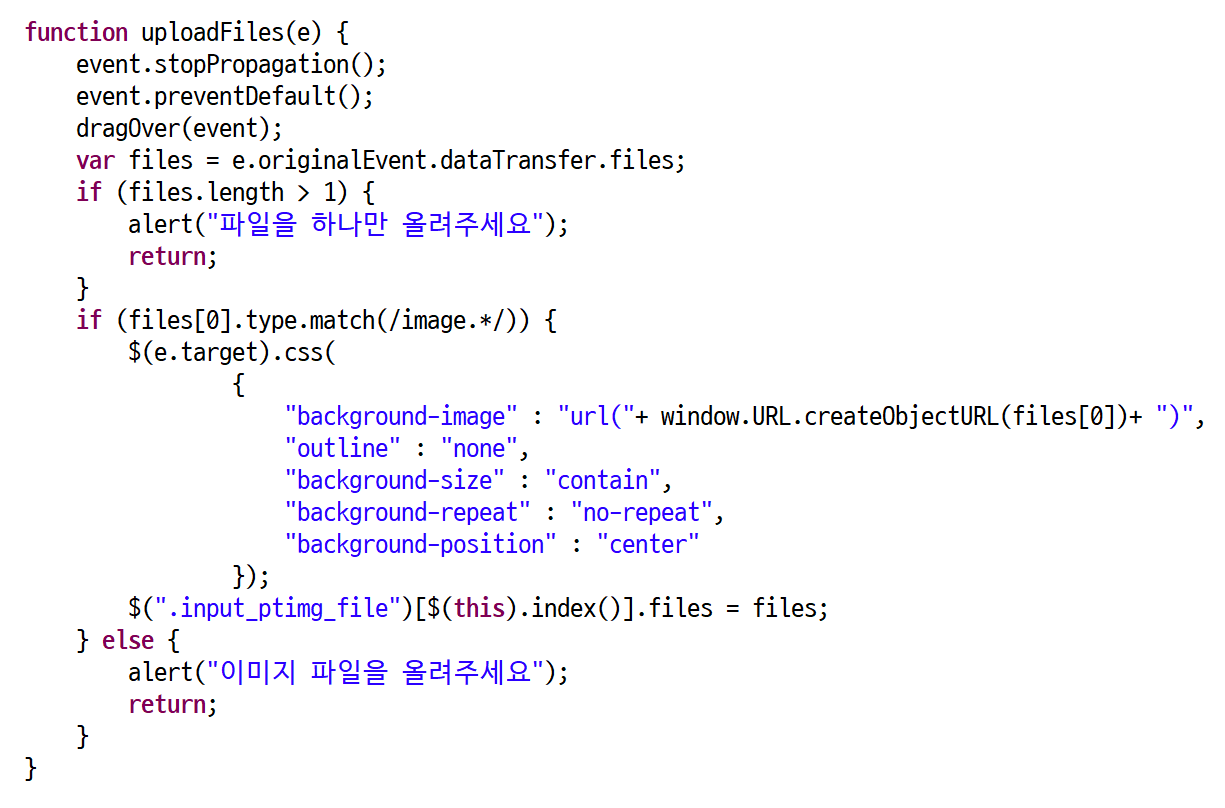 function uploadFiles(e) {
    event.stopPropagation();
    event.preventDefault();
    dragOver(event);
    var files = e.originalEvent.dataTransfer.files;
    if (files.length > 1) {
        alert("파일을 하나만 올려주세요");
        return;
    }
    if (files[0].type.match(/image.*/)) {
        $(e.target).css(
                {
                    "background-image" : "url("+ window.URL.createObjectURL(files[0])+ ")",
                    "outline" : "none",
                    "background-size" : "contain",
                    "background-repeat" : "no-repeat",
                    "background-position" : "center"
                });
        $(".input_ptimg_file")[$(this).index()].files = files;
    } else {
        alert("이미지 파일을 올려주세요");
        return;
    }
}